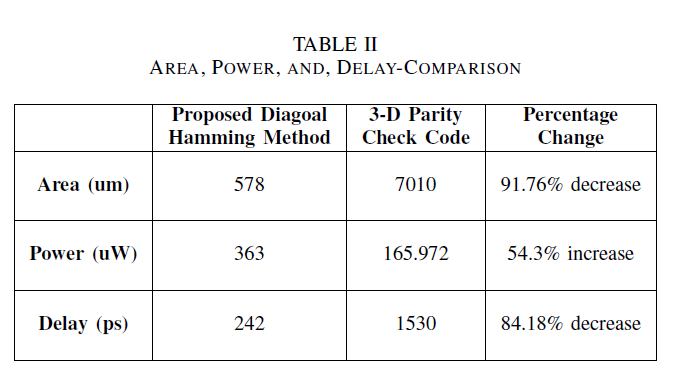 TABLE II
AREA, POWER, AND, DELAY-COMPARISON
Proposed Diagoal Hamming Method | 3-D Parity Check Code | Percentage Change
Area (um) | 578 | 7010 | 91.76% decrease
Power (uW) | 363 | 165.972 | 54.3% increase
Delay (ps) | 242 | 1530 | 84.18% decrease